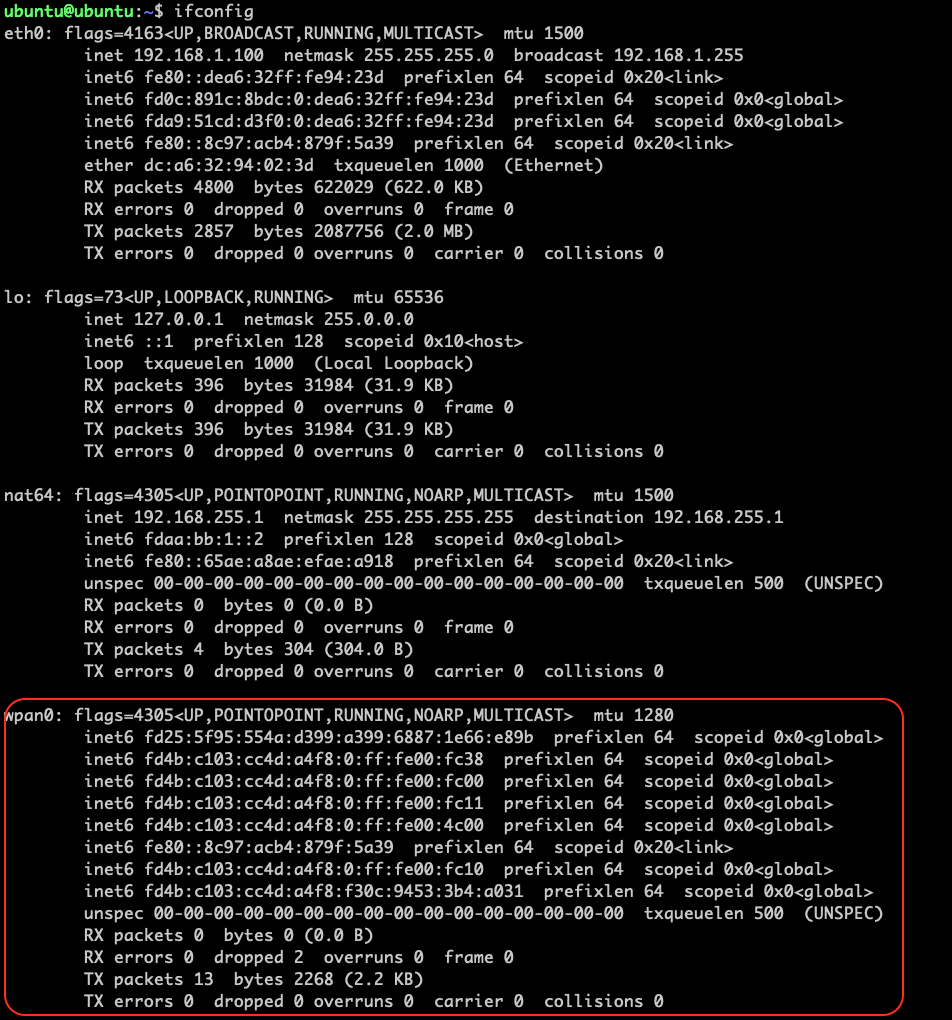 ubuntu@ubuntu:~$ ifconfig
eth0: flags=4163<UP,BROADCAST,RUNNING,MULTICAST>  mtu 1500
        inet 192.168.1.100  netmask 255.255.255.0  broadcast 192.168.1.255
        inet6 fe80::dea6:32ff:fe94:23d  prefixlen 64  scopeid 0x20<link>
        inet6 fd0c:891c:8bdc:0:dea6:32ff:fe94:23d  prefixlen 64  scopeid 0x0<global>
        inet6 fda9:51cd:d3f0:0:dea6:32ff:fe94:23d  prefixlen 64  scopeid 0x0<global>
        inet6 fe80::8c97:acb4:879f:5a39  prefixlen 64  scopeid 0x20<link>
        ether dc:a6:32:94:02:3d  txqueuelen 1000  (Ethernet)
        RX packets 4800  bytes 622029 (622.0 KB)
        RX errors 0  dropped 0  overruns 0  frame 0
        TX packets 2857  bytes 2087756 (2.0 MB)
        TX errors 0  dropped 0 overruns 0  carrier 0  collisions 0

lo: flags=73<UP,LOOPBACK,RUNNING>  mtu 65536
        inet 127.0.0.1  netmask 255.0.0.0
        inet6 ::1  prefixlen 128  scopeid 0x10<host>
        loop  txqueuelen 1000  (Local Loopback)
        RX packets 396  bytes 31984 (31.9 KB)
        RX errors 0  dropped 0  overruns 0  frame 0
        TX packets 396  bytes 31984 (31.9 KB)
        TX errors 0  dropped 0 overruns 0  carrier 0  collisions 0

nat64: flags=4305<UP,POINTOPOINT,RUNNING,NOARP,MULTICAST>  mtu 1500
        inet 192.168.255.1  netmask 255.255.255.255  destination 192.168.255.1
        inet6 fdaa:bb:1::2  prefixlen 128  scopeid 0x0<global>
        inet6 fe80::65ae:a8ae:efae:a918  prefixlen 64  scopeid 0x20<link>
        unspec 00-00-00-00-00-00-00-00-00-00-00-00-00-00-00-00  txqueuelen 500  (UNSPEC)
        RX packets 0  bytes 0 (0.0 B)
        RX errors 0  dropped 0  overruns 0  frame 0
        TX packets 4  bytes 304 (304.0 B)
        TX errors 0  dropped 0 overruns 0  carrier 0  collisions 0

wpan0: flags=4305<UP,POINTOPOINT,RUNNING,NOARP,MULTICAST>  mtu 1280
        inet6 fd25:5f95:554a:d399:a399:6887:1e66:e89b  prefixlen 64  scopeid 0x0<global>
        inet6 fd4b:c103:cc4d:a4f8:0:ff:fe00:fc38  prefixlen 64  scopeid 0x0<global>
        inet6 fd4b:c103:cc4d:a4f8:0:ff:fe00:fc00  prefixlen 64  scopeid 0x0<global>
        inet6 fd4b:c103:cc4d:a4f8:0:ff:fe00:fc11  prefixlen 64  scopeid 0x0<global>
        inet6 fd4b:c103:cc4d:a4f8:0:ff:fe00:4c00  prefixlen 64  scopeid 0x0<global>
        inet6 fe80::8c97:acb4:879f:5a39  prefixlen 64  scopeid 0x20<link>
        inet6 fd4b:c103:cc4d:a4f8:0:ff:fe00:fc10  prefixlen 64  scopeid 0x0<global>
        inet6 fd4b:c103:cc4d:a4f8:f30c:9453:3b4:a031  prefixlen 64  scopeid 0x0<global>
        unspec 00-00-00-00-00-00-00-00-00-00-00-00-00-00-00-00  txqueuelen 500  (UNSPEC)
        RX packets 0  bytes 0 (0.0 B)
        RX errors 0  dropped 2  overruns 0  frame 0
        TX packets 13  bytes 2268 (2.2 KB)
        TX errors 0  dropped 0 overruns 0  carrier 0  collisions 0